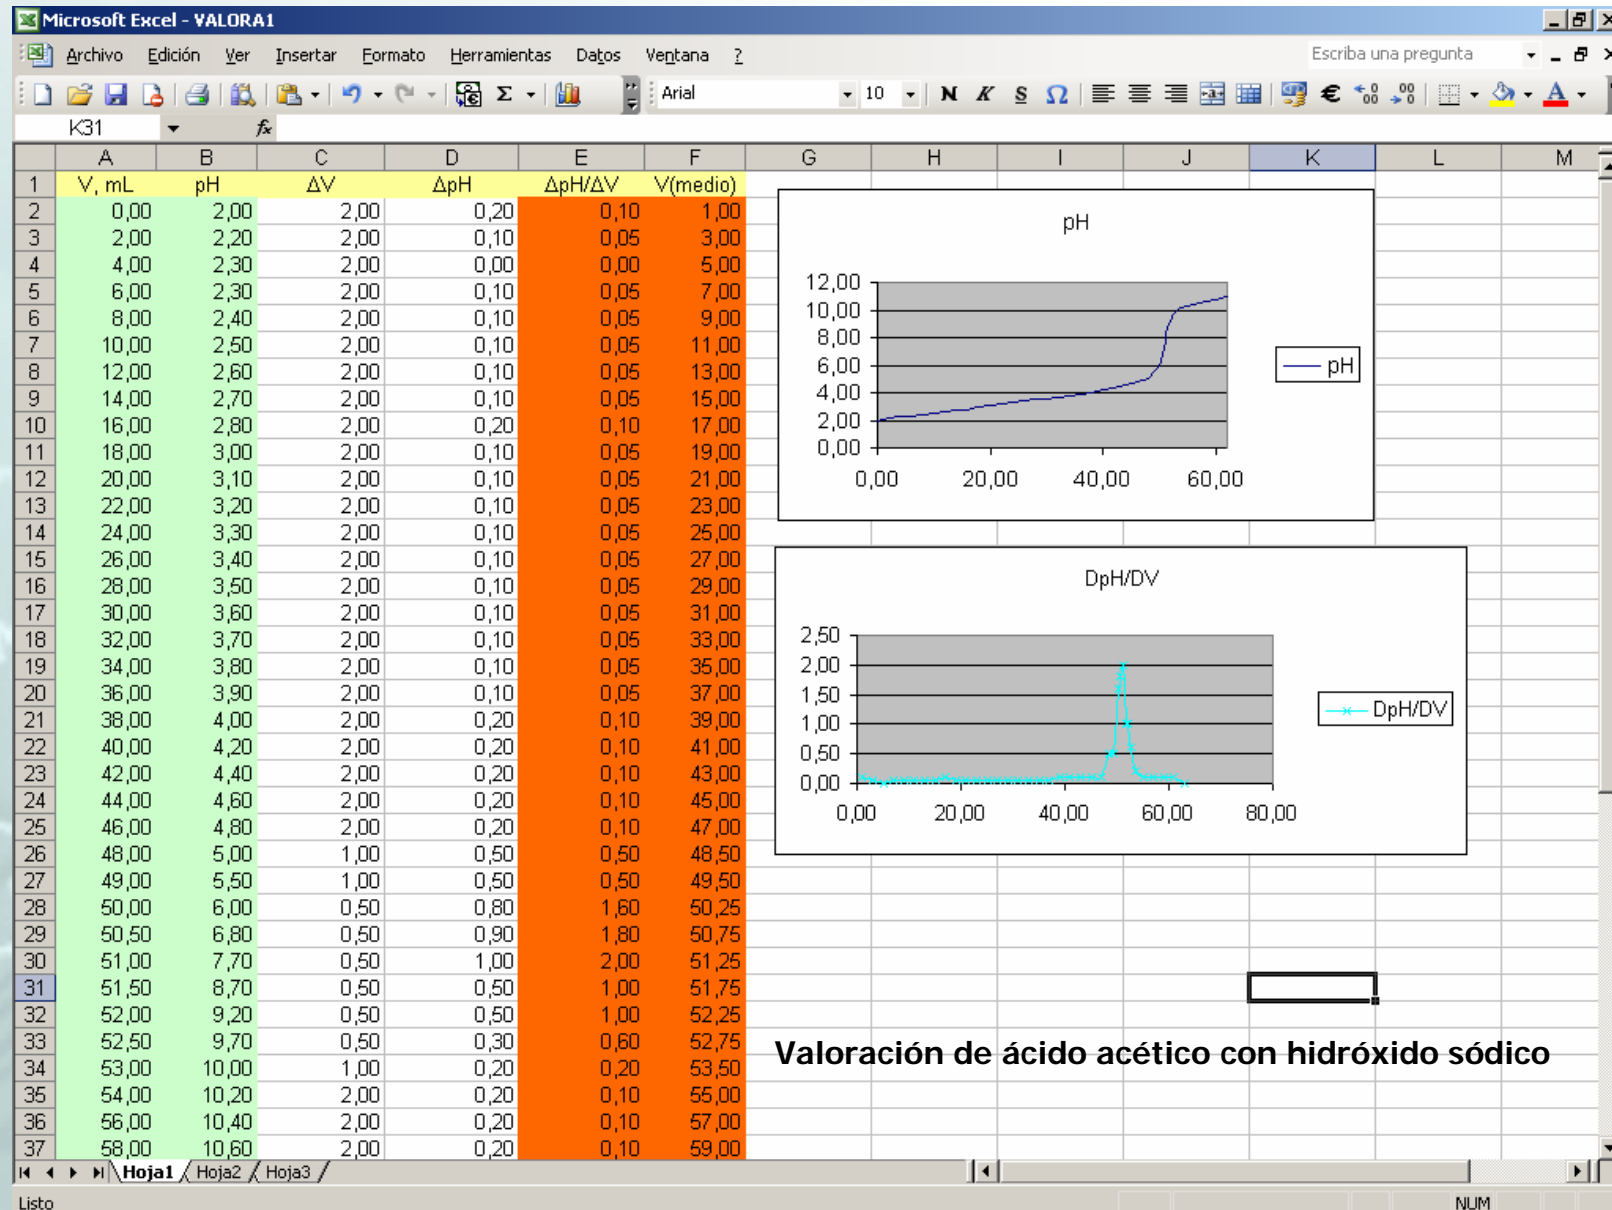 Microsoft Excel - VALORA1
Archivo Edición Ver Insertar Formato Herramientas Datos Ventana ? Escriba una pregunta
Arial 10 N K S Ω €
K31 fx
A B C D E F G H I J K L M
1 V, mL pH ΔV ΔpH ΔpH/ΔV V(medio)
2 0,00 2,00 2,00 0,20 0,10 1,00
3 2,00 2,20 2,00 0,10 0,05 3,00
4 4,00 2,30 2,00 0,00 0,00 5,00
5 6,00 2,30 2,00 0,10 0,05 7,00
6 8,00 2,40 2,00 0,10 0,05 9,00
7 10,00 2,50 2,00 0,10 0,05 11,00
8 12,00 2,60 2,00 0,10 0,05 13,00
9 14,00 2,70 2,00 0,10 0,05 15,00
10 16,00 2,80 2,00 0,20 0,10 17,00
11 18,00 3,00 2,00 0,10 0,05 19,00
12 20,00 3,10 2,00 0,10 0,05 21,00
13 22,00 3,20 2,00 0,10 0,05 23,00
14 24,00 3,30 2,00 0,10 0,05 25,00
15 26,00 3,40 2,00 0,10 0,05 27,00
16 28,00 3,50 2,00 0,10 0,05 29,00
17 30,00 3,60 2,00 0,10 0,05 31,00
18 32,00 3,70 2,00 0,10 0,05 33,00
19 34,00 3,80 2,00 0,10 0,05 35,00
20 36,00 3,90 2,00 0,10 0,05 37,00
21 38,00 4,00 2,00 0,20 0,10 39,00
22 40,00 4,20 2,00 0,20 0,10 41,00
23 42,00 4,40 2,00 0,20 0,10 43,00
24 44,00 4,60 2,00 0,20 0,10 45,00
25 46,00 4,80 2,00 0,20 0,10 47,00
26 48,00 5,00 1,00 0,50 0,50 48,50
27 49,00 5,50 1,00 0,50 0,50 49,50
28 50,00 6,00 0,50 0,80 1,60 50,25
29 50,50 6,80 0,50 0,90 1,80 50,75
30 51,00 7,70 0,50 1,00 2,00 51,25
31 51,50 8,70 0,50 0,50 1,00 51,75
32 52,00 9,20 0,50 0,50 1,00 52,25
33 52,50 9,70 0,50 0,30 0,60 52,75
34 53,00 10,00 1,00 0,20 0,20 53,50
35 54,00 10,20 2,00 0,20 0,10 55,00
36 56,00 10,40 2,00 0,20 0,10 57,00
37 58,00 10,60 2,00 0,20 0,10 59,00
pH
12,00
10,00
8,00
6,00
4,00
2,00
0,00
0,00 20,00 40,00 60,00
pH
DpH/DV
2,50
2,00
1,50
1,00
0,50
0,00
0,00 20,00 40,00 60,00 80,00
DpH/DV
Valoración de ácido acético con hidróxido sódico
Hoja1 Hoja2 Hoja3
Listo NUM